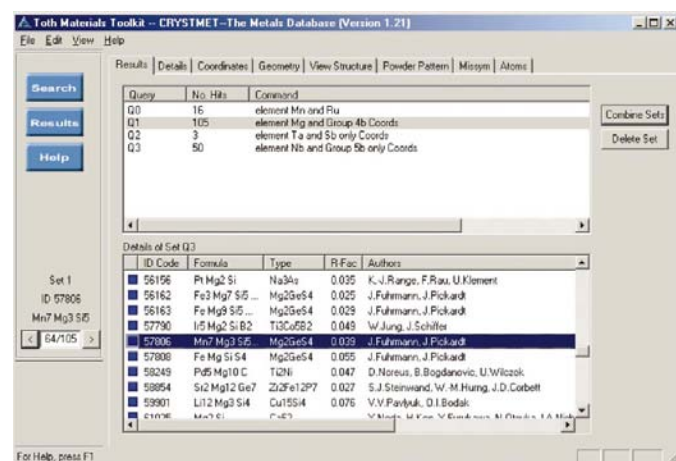 Toth Materials Toolkit -- CRYSTMET--The Metals Database (Version 1.21)
File Edit View Help
Results Details Coordinates Geometry View Structure Powder Pattern Missym Atoms
Search
Results
Help
Query No. Hits Command
Q0 16 element Mn and Ru
Q1 105 element Mg and Group 4b Coords
Q2 3 element Ta and Sb only Coords
Q3 50 element Nb and Group 5b only Coords
Combine Sets
Delete Set
Details of Set Q3
ID Code Formula Type R-Fac Authors
56156 Pt Mg2 Si Na3As 0.035 K.-J.Range, F.Rau, U.Klement
56162 Fe3 Mg7 Si5 ... Mg2GeS4 0.025 J.Fuhrmann, J.Pickardt
56163 Fe Mg9 Si5 ... Mg2GeS4 0.029 J.Fuhrmann, J.Pickardt
57790 Ir5 Mg2 Si B2 Ti3Co5B2 0.049 W.Jung, J.Schiffer
57806 Mn7 Mg3 Si5 ... Mg2GeS4 0.039 J.Fuhrmann, J.Pickardt
57808 Fe Mg Si S4 Mg2GeS4 0.055 J.Fuhrmann, J.Pickardt
58249 Pd5 Mg10 C Ti2Ni 0.047 D.Noreus, B.Bogdanovic, U.Wilczok
58854 Sr2 Mg12 Ge7 Zr2Fe12P7 0.027 S.J.Steinwand, W.-M.Hurng, J.D.Corbett
59901 Li12 Mg3 Si4 Cu15Si4 0.076 V.V.Pavlyuk, O.I.Bodak
Set 1
ID 57806
Mn7 Mg3 Si5
< 64/105 >
For Help, press F1